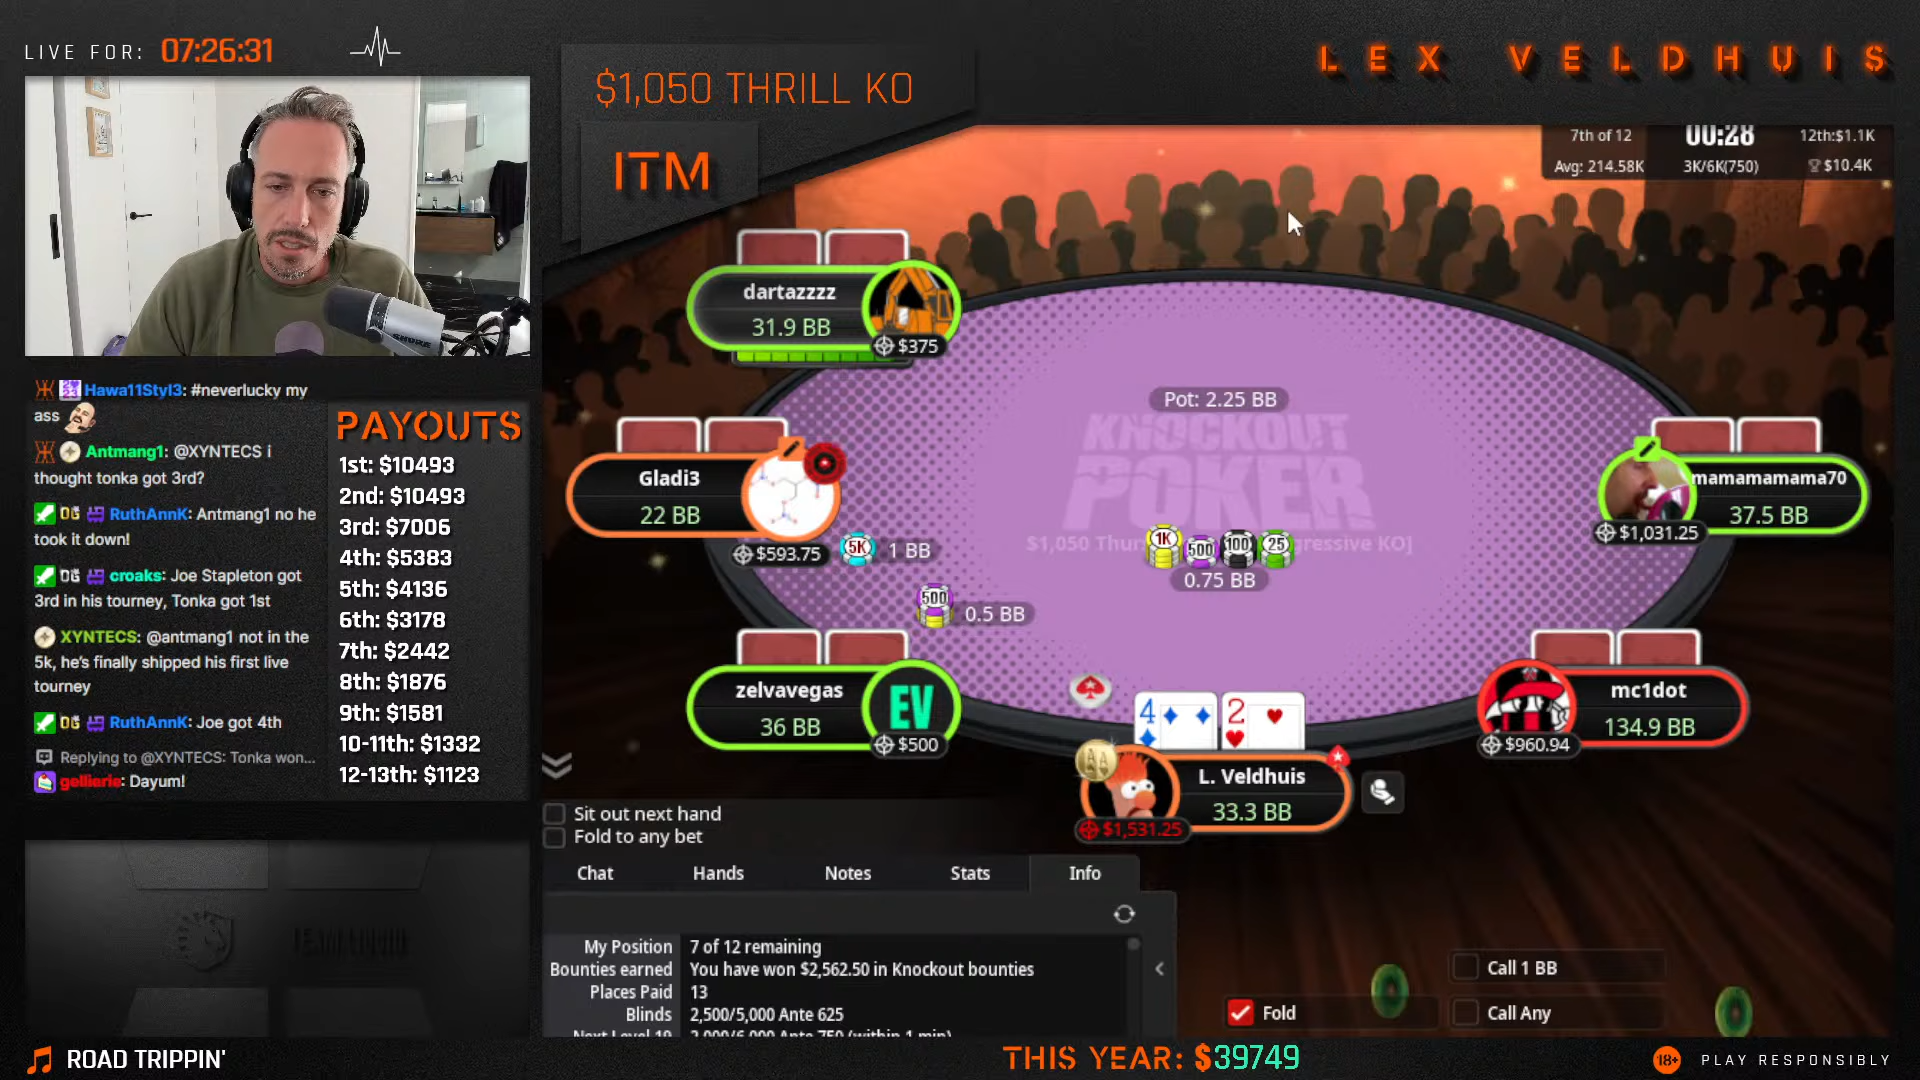 LIVE FOR: 07:26:31
LEX VELDHUIS
$1,050 THRILL KO
ITM
7th of 12
00:28
12th:$1.1K
Avg: 214.58K
3K/6K(750)
$10.4K
dartazzzz
31.9 BB
$375
Pot: 2.25 BB
KNOCKOUT
POKER
Gladi3
22 BB
$593.75
5K
1 BB
mamamamama70
37.5 BB
$1,031.25
1K
500
100
25
0.75 BB
500
0.5 BB
zelvavegas
36 BB
EV
$500
4
2
L. Veldhuis
33.3 BB
$1,531.25
mc1dot
134.9 BB
$960.94
Hawa11Styl3: #neverlucky my
ass
Antmang1: @XYNTECS i
thought tonka got 3rd?
RuthAnnK: Antmang1 no he
took it down!
croaks: Joe Stapleton got
3rd in his tourney, Tonka got 1st
XYNTECS: @antmang1 not in the
5k, he's finally shipped his first live
tourney
RuthAnnK: Joe got 4th
Replying to @XYNTECS: Tonka won...
gellierie: Dayum!
PAYOUTS
1st: $10493
2nd: $10493
3rd: $7006
4th: $5383
5th: $4136
6th: $3178
7th: $2442
8th: $1876
9th: $1581
10-11th: $1332
12-13th: $1123
Sit out next hand
Fold to any bet
Chat
Hands
Notes
Stats
Info
My Position 7 of 12 remaining
Bounties earned You have won $2,562.50 in Knockout bounties
Places Paid 13
Blinds 2,500/5,000 Ante 625
Call 1 BB
Fold
Call Any
ROAD TRIPPIN'
THIS YEAR: $39749
18+ PLAY RESPONSIBLY